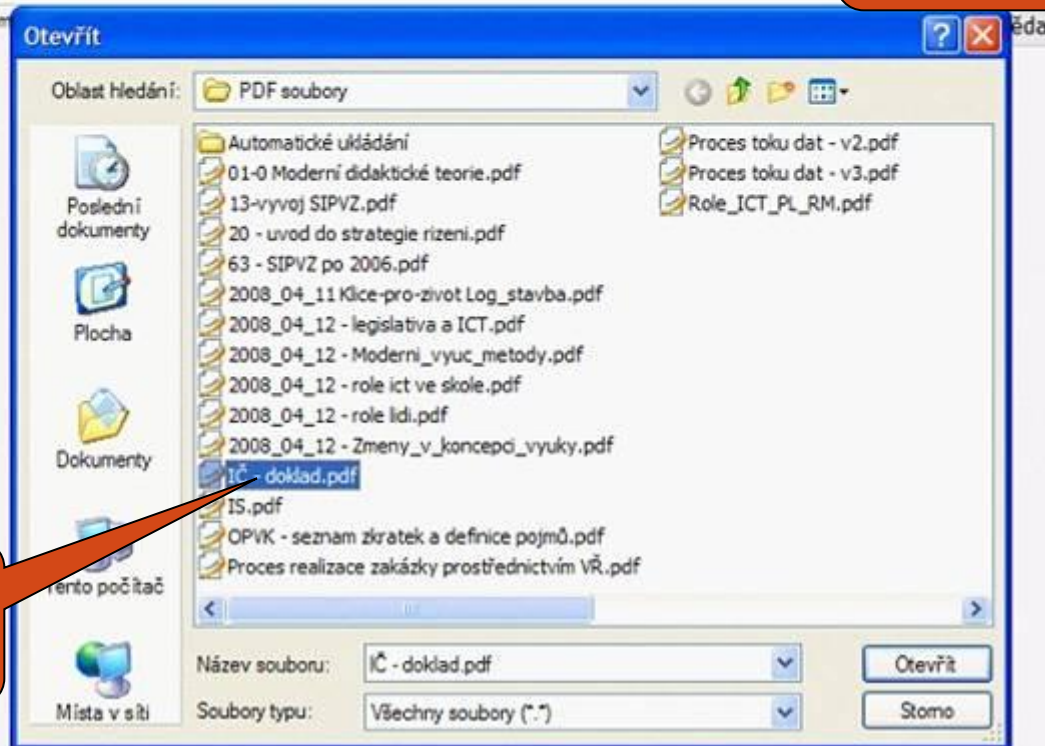 Otevřít
Oblast hledání: PDF soubory
Poslední dokumenty
Plocha
Dokumenty
Tento počítač
Místa v síti
Automatické ukládání
01-0 Moderní didaktické teorie.pdf
13-vyvoj SIPVZ.pdf
20 - uvod do strategie rizeni.pdf
63 - SIPVZ po 2006.pdf
2008_04_11 Klice-pro-zivot Log_stavba.pdf
2008_04_12 - legislativa a ICT.pdf
2008_04_12 - Moderni_vyuc_metody.pdf
2008_04_12 - role ict ve skole.pdf
2008_04_12 - role lidi.pdf
2008_04_12 - Zmeny_v_koncepci_vyuky.pdf
IČ - doklad.pdf
IS.pdf
OPVK - seznam zkratek a definice pojmů.pdf
Proces realizace zakázky prostřednictvím VŘ.pdf
Proces toku dat - v2.pdf
Proces toku dat - v3.pdf
Role_ICT_PL_RM.pdf
Název souboru: IČ - doklad.pdf Otevřít
Soubory typu: Všechny soubory (*.*) Storno